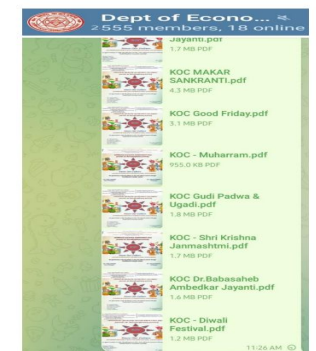 Dept of Econo...
2555 members, 18 online
Jayanti.pdf
1.7 MB PDF
KOC MAKAR
SANKRANTI.pdf
4.3 MB PDF
KOC Good Friday.pdf
3.1 MB PDF
KOC - Muharram.pdf
955.0 KB PDF
KOC Gudi Padwa &
Ugadi.pdf
1.8 MB PDF
KOC - Shri Krishna
Janmashtmi.pdf
1.7 MB PDF
KOC Dr.Babasaheb
Ambedkar Jayanti.pdf
1.6 MB PDF
KOC - Diwali
Festival.pdf
1.2 MB PDF
11:26 AM